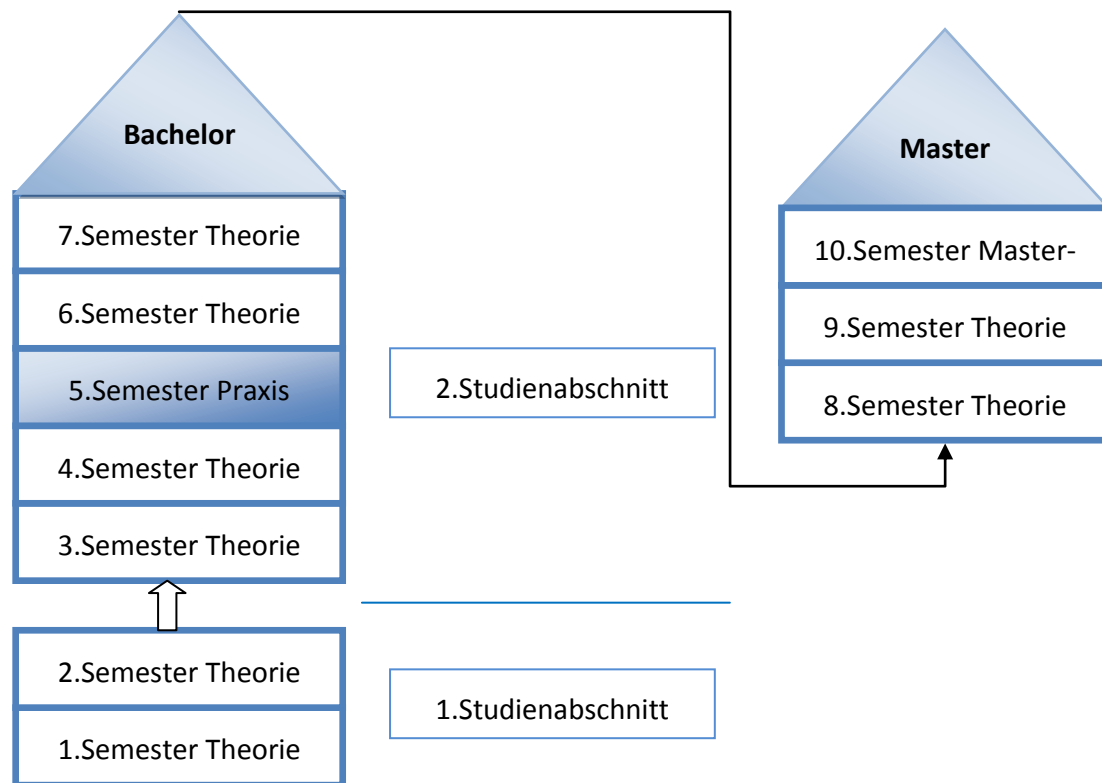 Bachelor
7.Semester Theorie
6.Semester Theorie
5.Semester Praxis
4.Semester Theorie
3.Semester Theorie
2.Semester Theorie
1.Semester Theorie
2.Studienabschnitt
1.Studienabschnitt
Master
10.Semester Master-
9.Semester Theorie
8.Semester Theorie